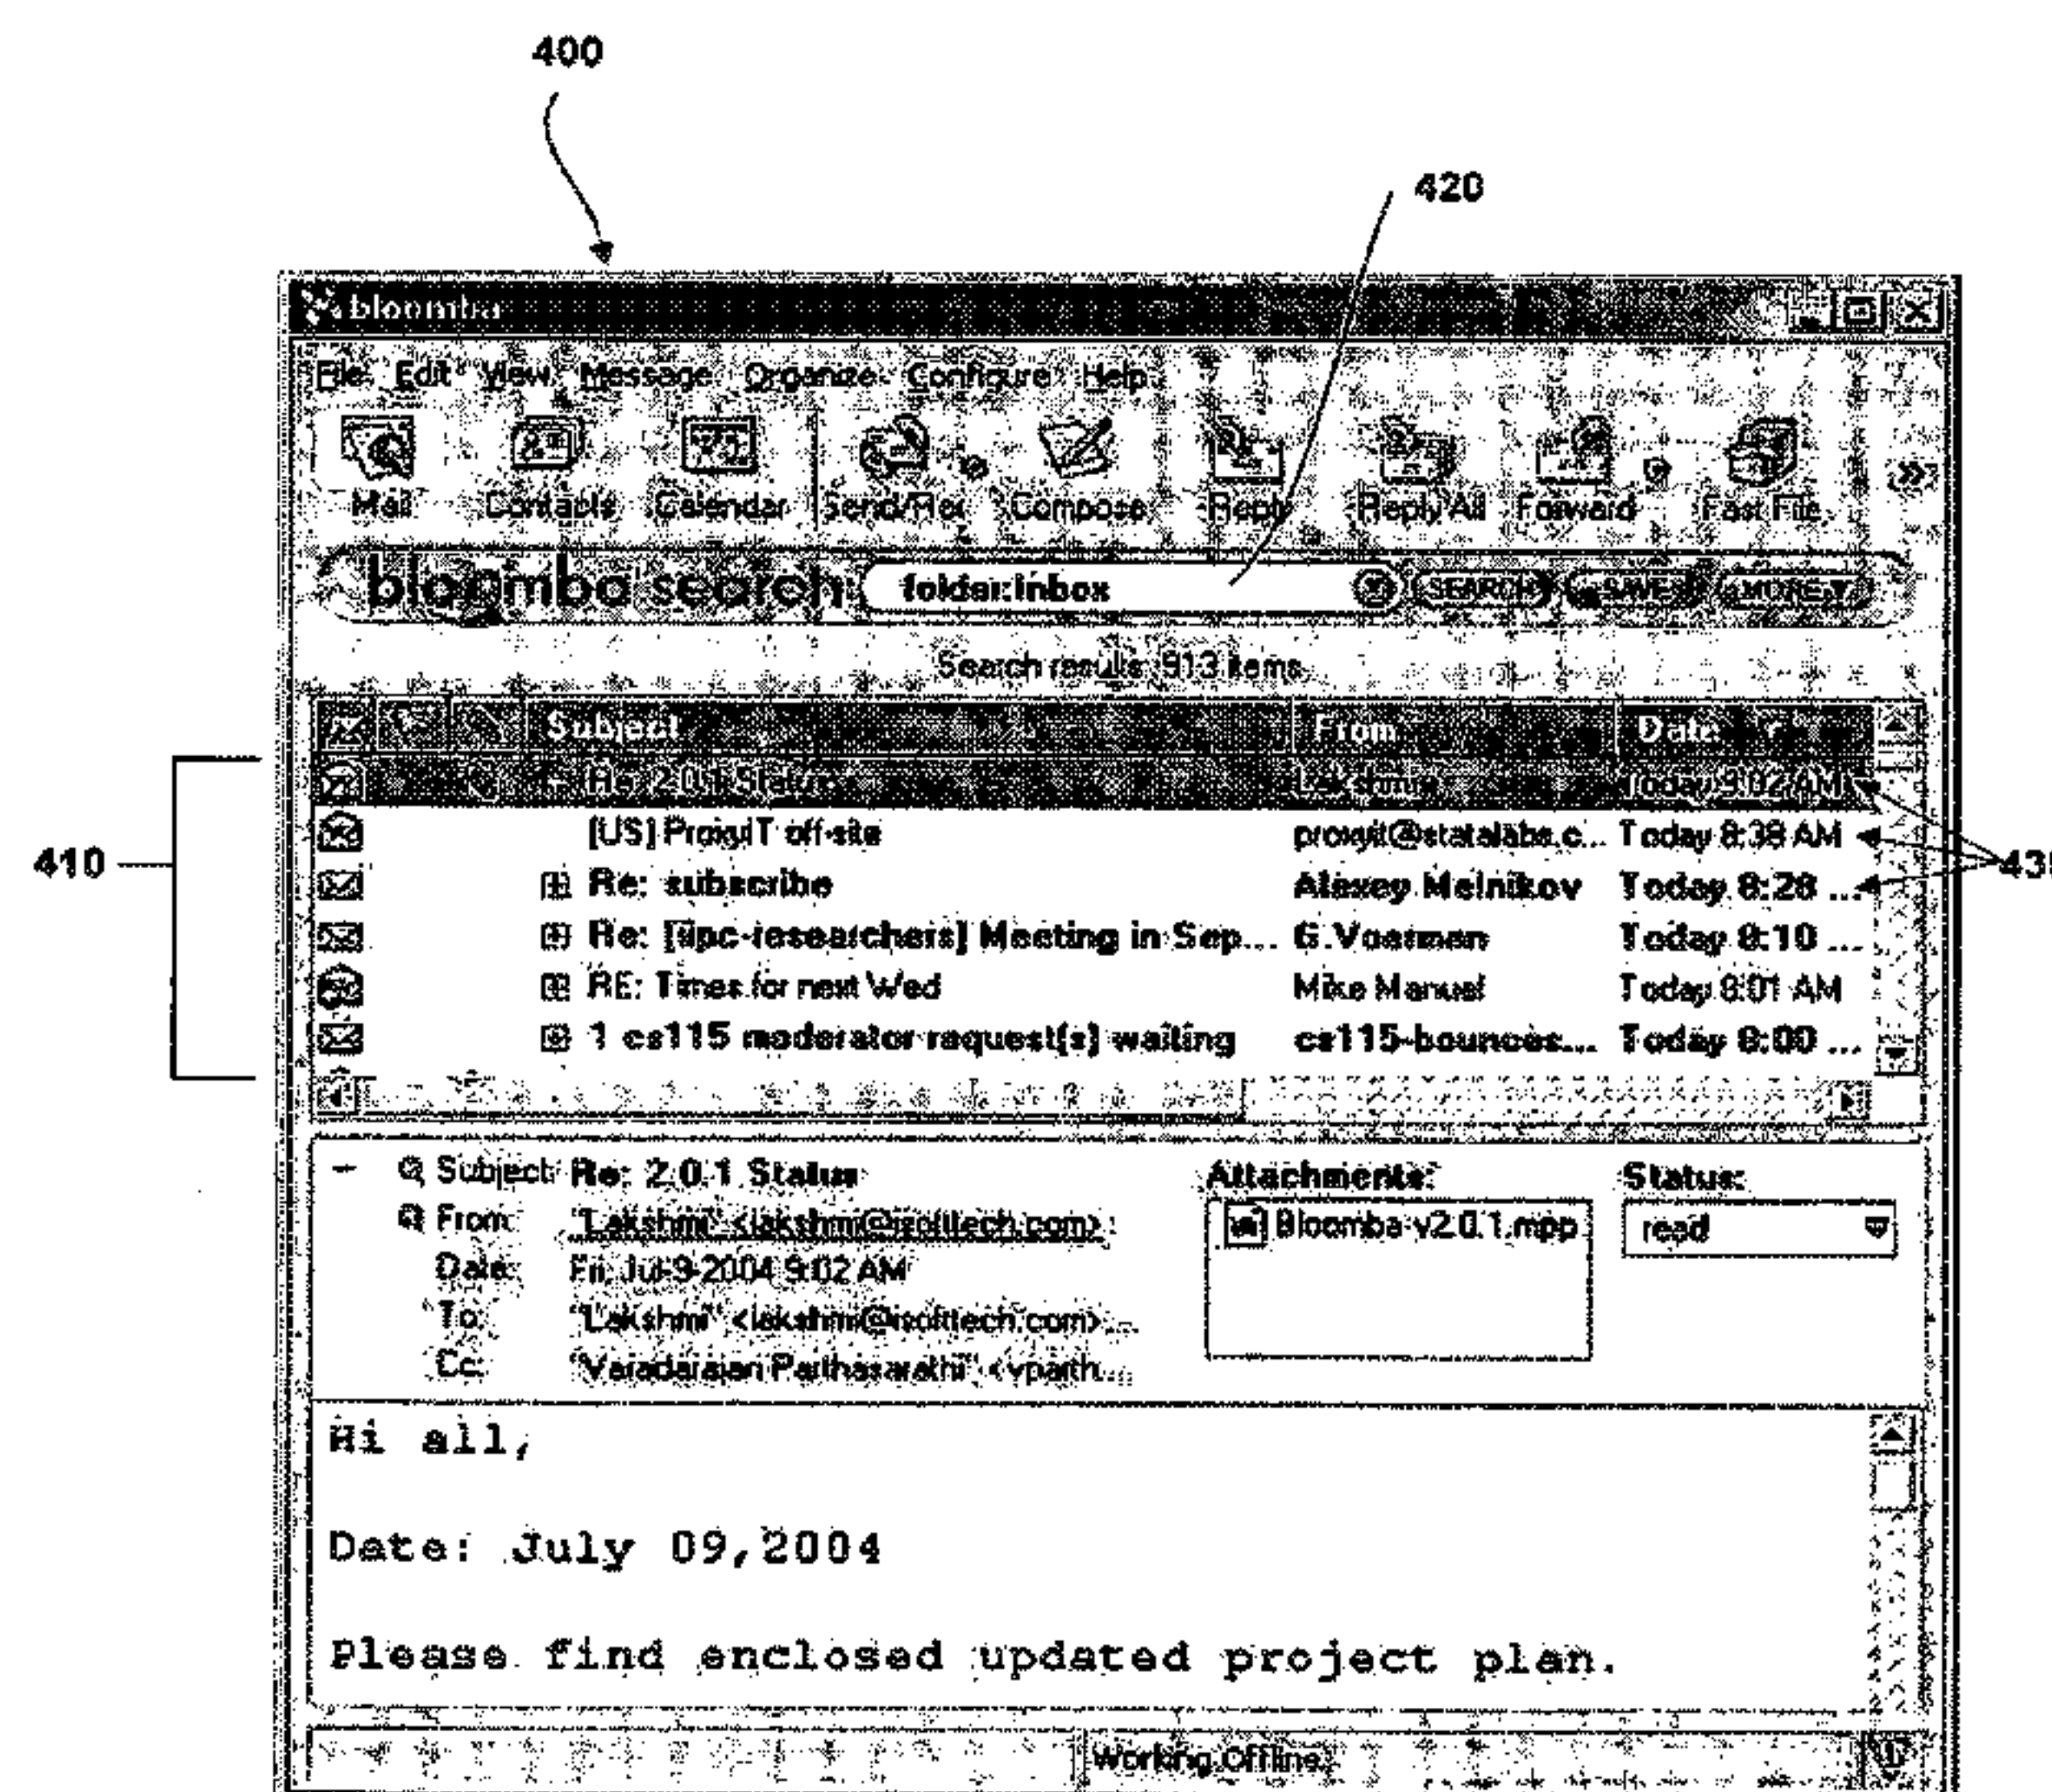 400
420
bloomba
File Edit View Message Organize Configure Help
Mail Contacts Calendar Send/Rec Compose Reply Reply All Forward Fast File
bloomba search folder:inbox SEARCH SAVE MORE
Search results: 913 items
Subject From Date
Re: 2.0.1 Status Lakshmi Today 9:02 AM
[US] ProxyIT off-site proxyit@statalabs.c... Today 8:38 AM
410
Re: subscribe Alexey Melnikov Today 8:28 ...
Re: Meeting in Sep... G.Voerman Today 8:10 ...
RE: Times for next Wed Mike Manuel Today 8:01 AM
1 cs115 moderator request(s) waiting cs115-bounces... Today 8:00 ...
Subject: Re: 2.0.1 Status Attachments: Status:
From: "Lakshmi" <lakshmi@isofttech.com> Bloomba-v2.0.1.mpp read
Date: Fri, Jul-9-2004 9:02 AM
To: "Lakshmi" <lakshmi@isofttech.com>...
Cc: "Varadarajan Parthasarathi" <vparth...
Hi all,
Date: July 09,2004
Please find enclosed updated project plan.
Working Offline